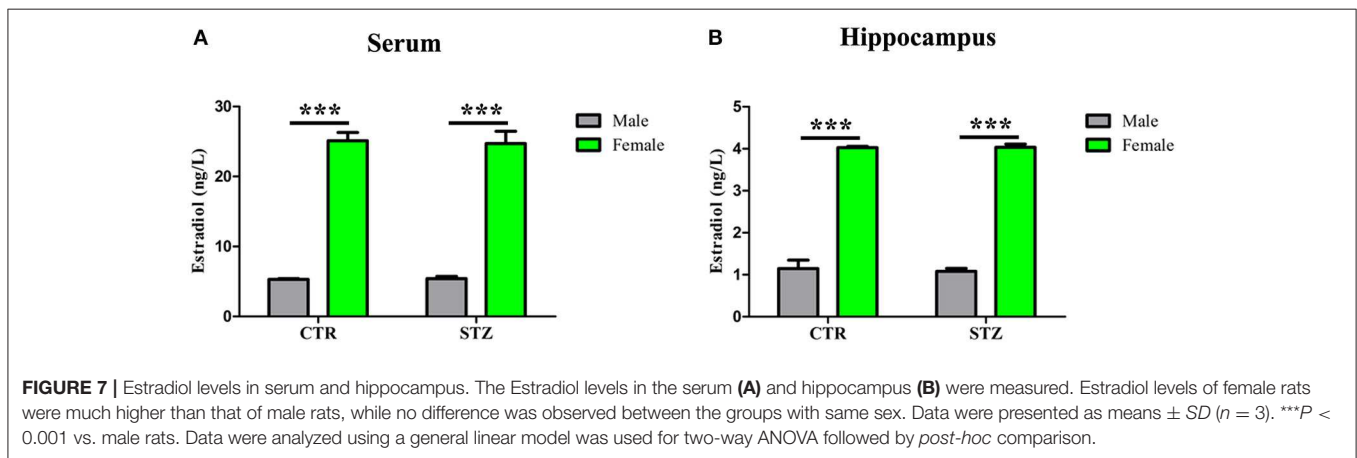 A
Serum
Estradiol (ng/L)
30
20
10
0
***
***
CTR
STZ
Male
Female
B
Hippocampus
Estradiol (ng/L)
5
4
3
2
1
0
***
***
CTR
STZ
Male
Female
FIGURE 7 | Estradiol levels in serum and hippocampus. The Estradiol levels in the serum (A) and hippocampus (B) were measured. Estradiol levels of female rats
were much higher than that of male rats, while no difference was observed between the groups with same sex. Data were presented as means ± SD (n = 3). ***P <
0.001 vs. male rats. Data were analyzed using a general linear model was used for two-way ANOVA followed by post-hoc comparison.